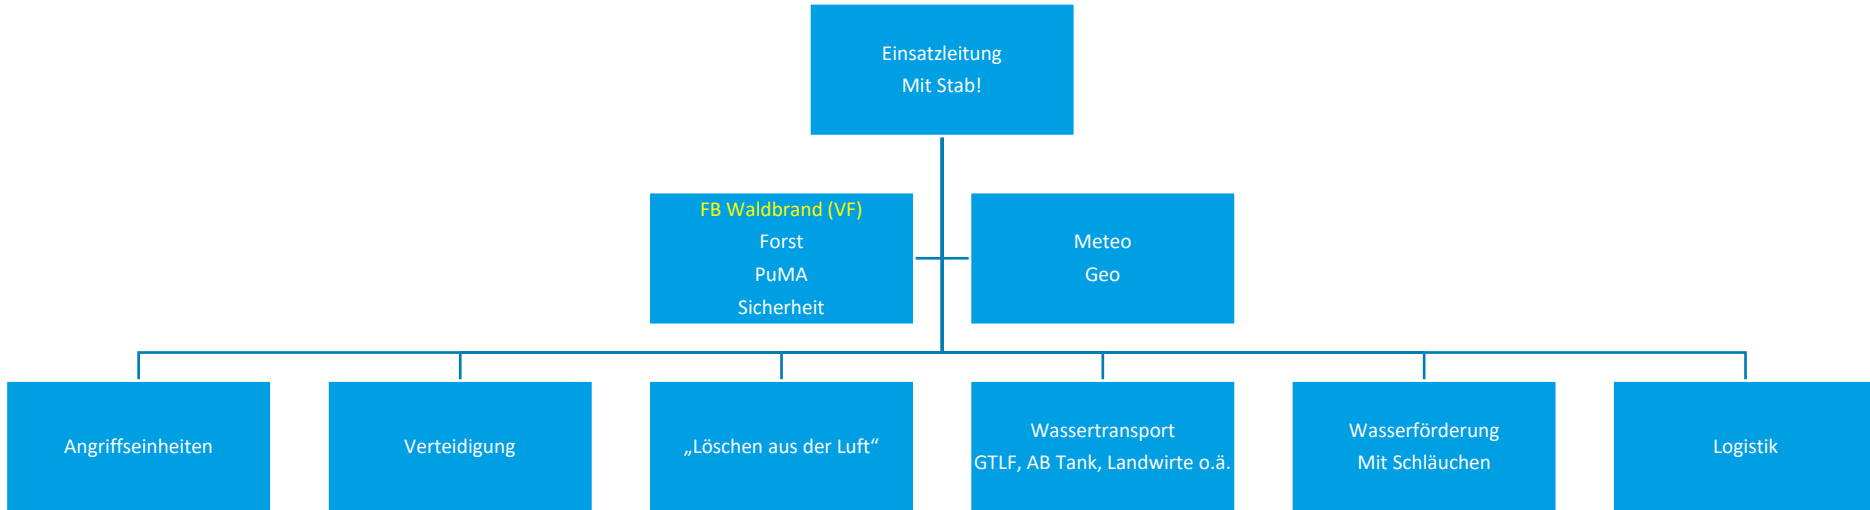 Einsatzleitung
Mit Stab!
FB Waldbrand (VF)
Forst
PuMA
Sicherheit
Meteo
Geo
Angriffseinheiten
Verteidigung
„Löschen aus der Luft“
Wassertransport
GTLF, AB Tank, Landwirte o.ä.
Wasserförderung
Mit Schläuchen
Logistik